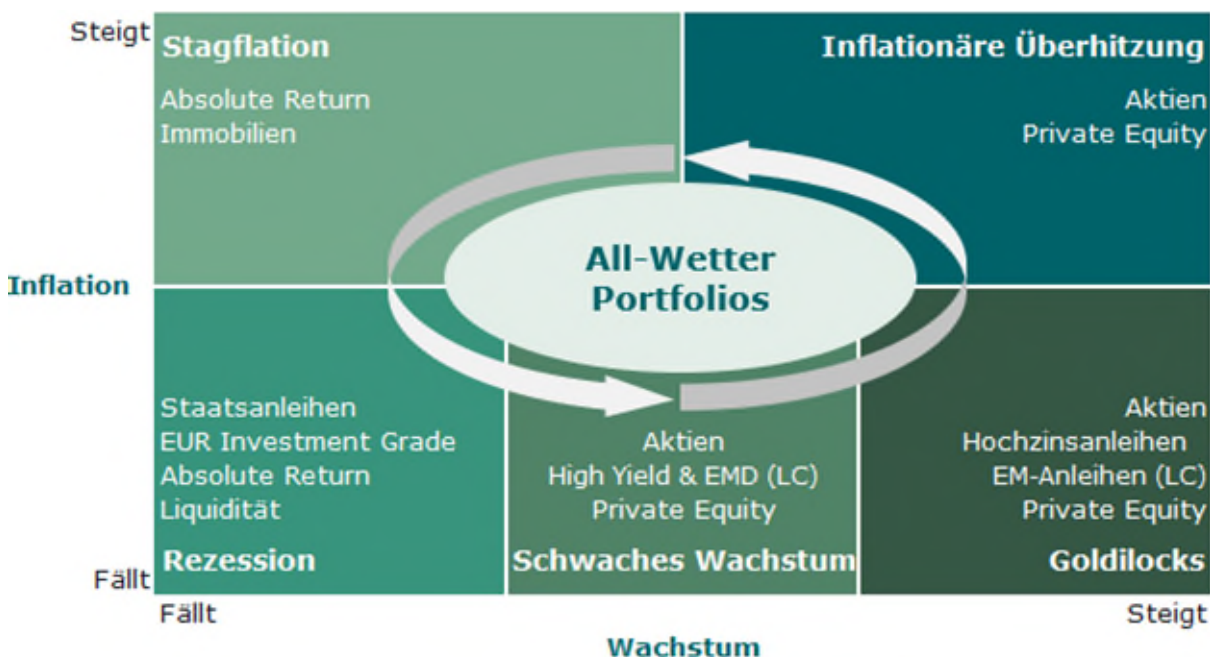 Steigt
Stagflation
Absolute Return
Immobilien
Inflationäre Überhitzung
Aktien
Private Equity
All-Wetter
Portfolios
Inflation
Staatsanleihen
EUR Investment Grade
Absolute Return
Liquidität
Rezession
Aktien
High Yield & EMD (LC)
Private Equity
Schwaches Wachstum
Aktien
Hochzinsanleihen
EM-Anleihen (LC)
Private Equity
Goldilocks
Fällt
Fällt
Steigt
Wachstum